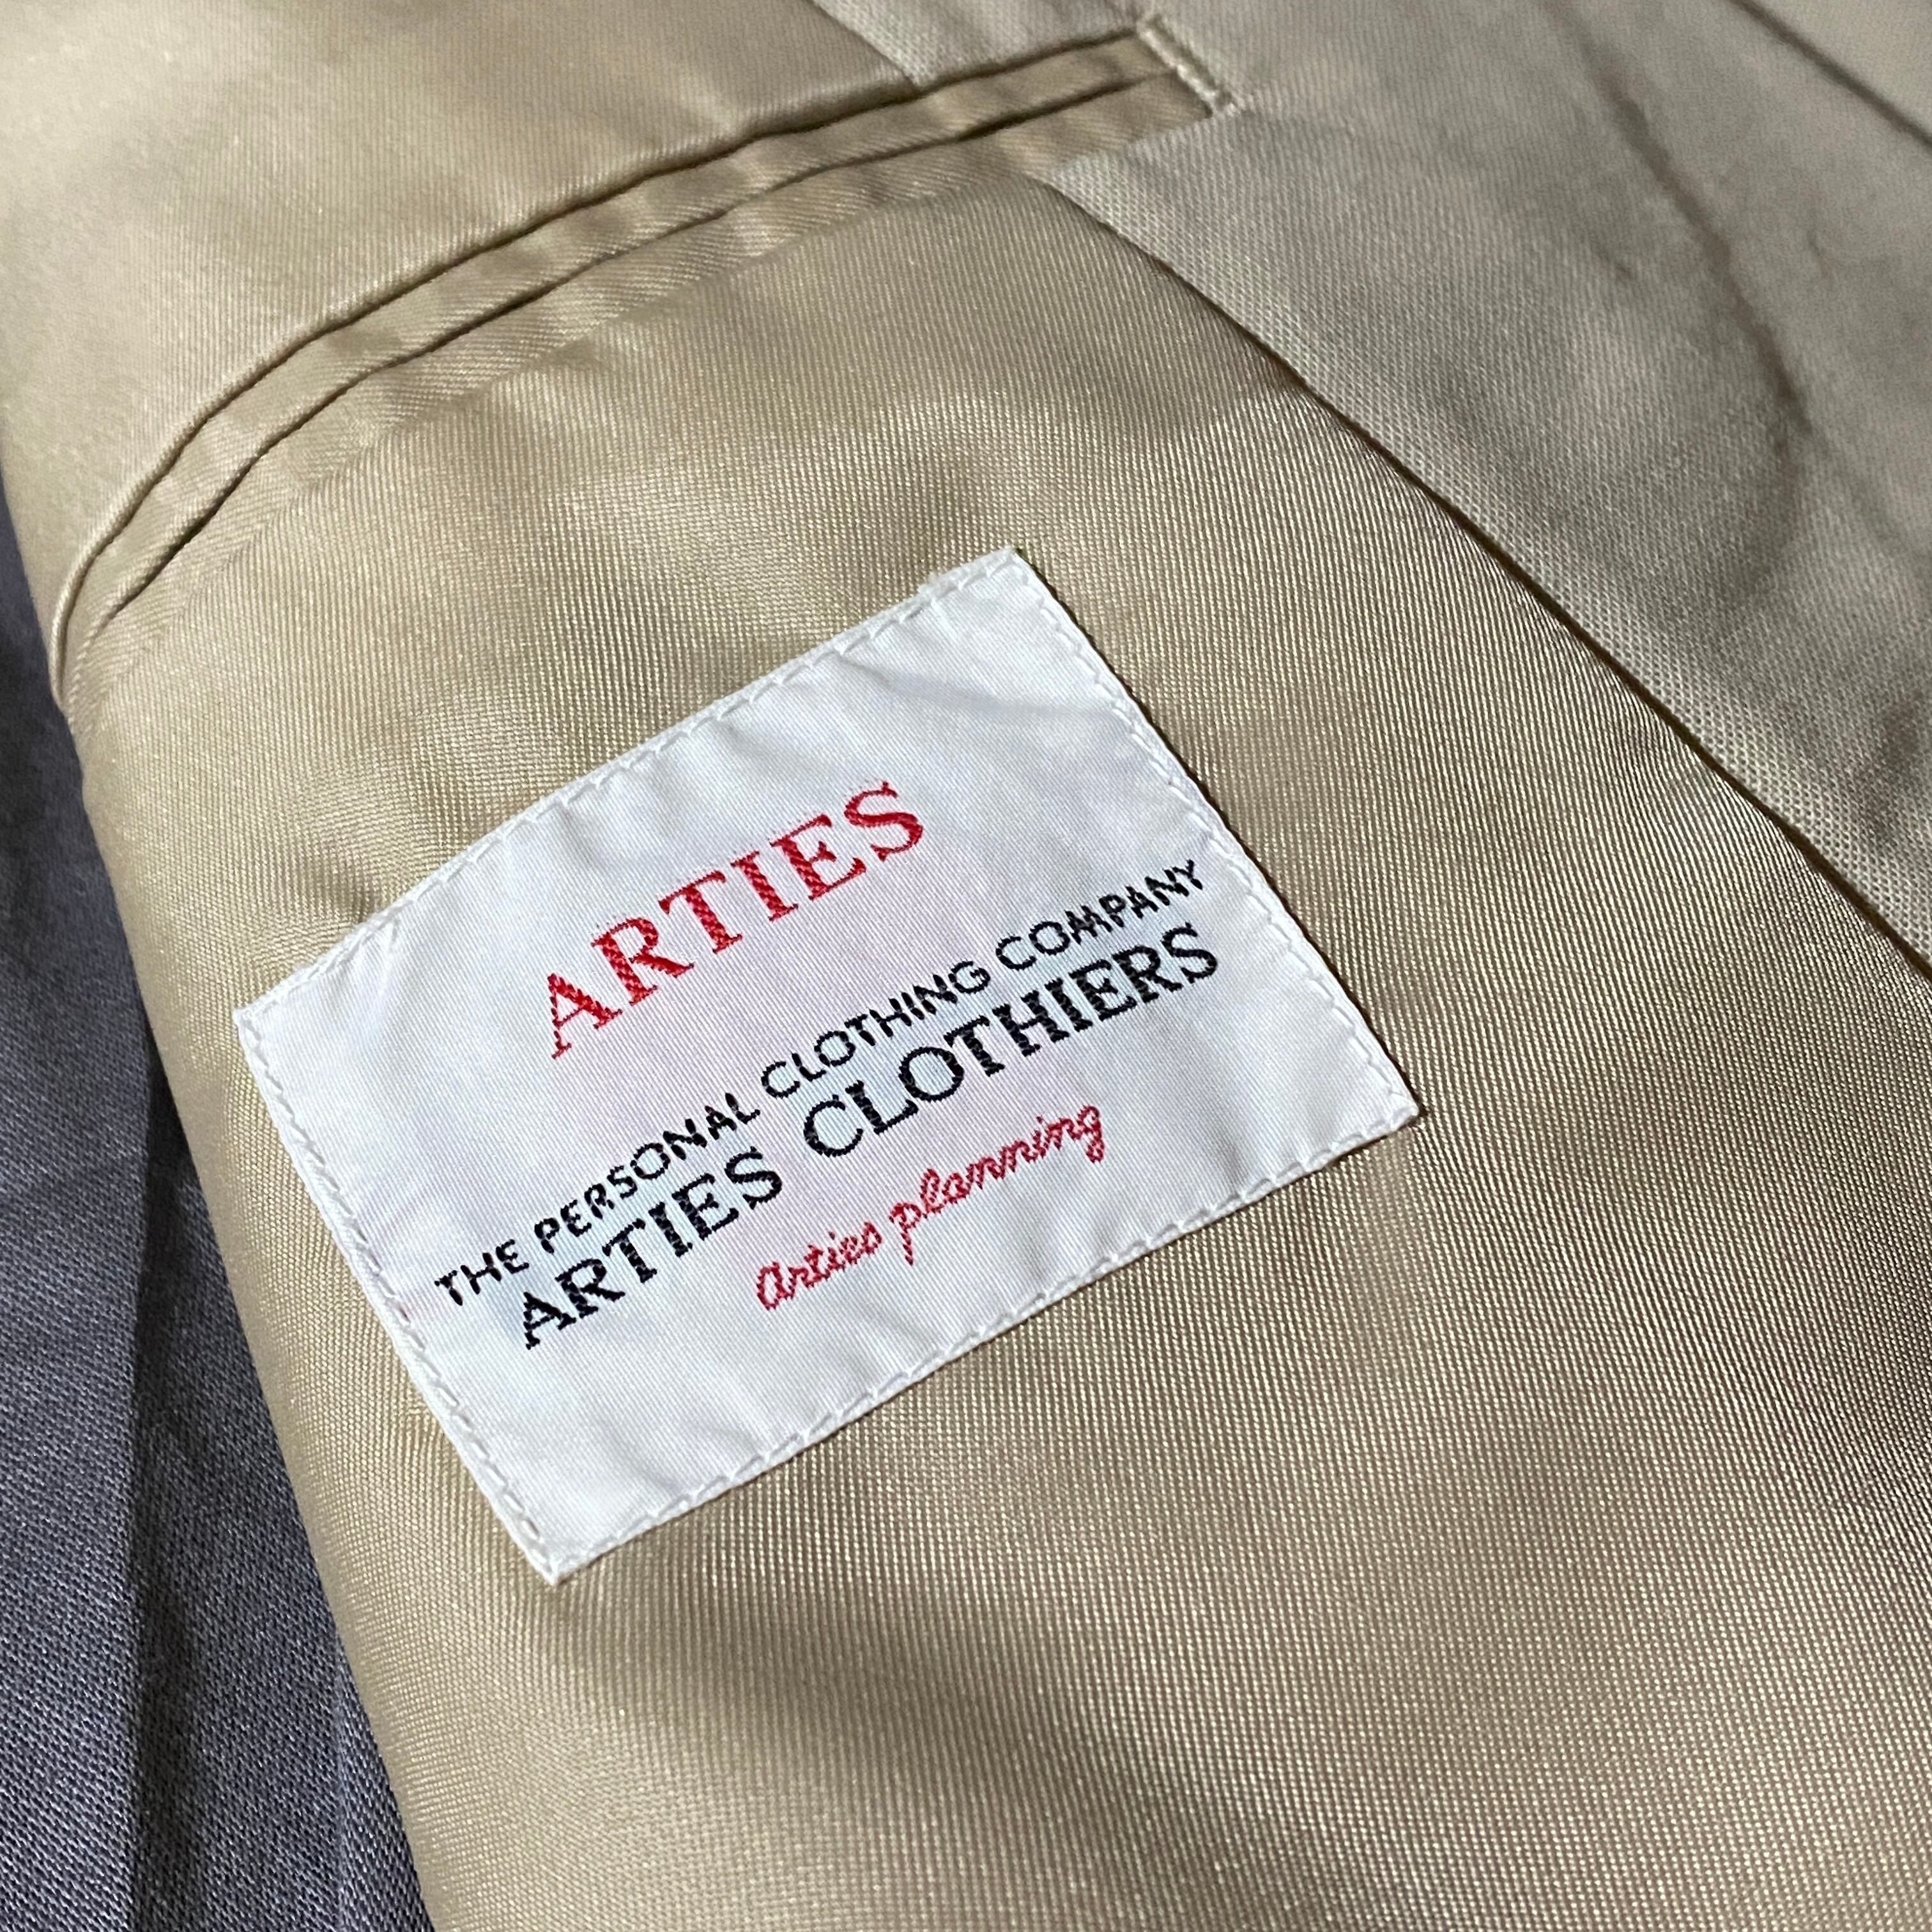 ARTIES
THE PERSONAL CLOTHING COMPANY
ARTIES CLOTHIERS
Arties planning